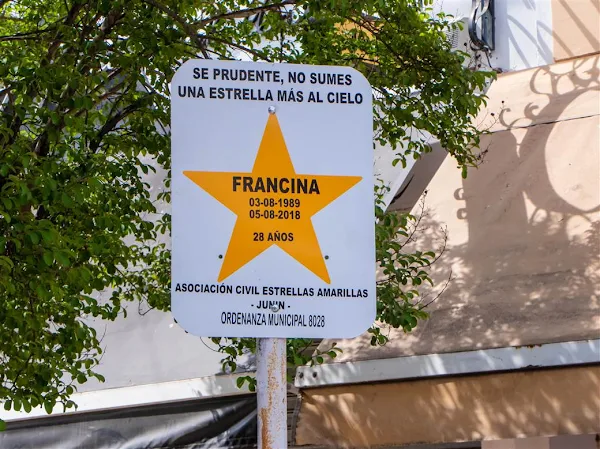 SE PRUDENTE, NO SUMES
UNA ESTRELLA MÁS AL CIELO
FRANCINA
03-08-1989
05-08-2018
28 AÑOS
ASOCIACIÓN CIVIL ESTRELLAS AMARILLAS
- JUNÍN -
ORDENANZA MUNICIPAL 8028